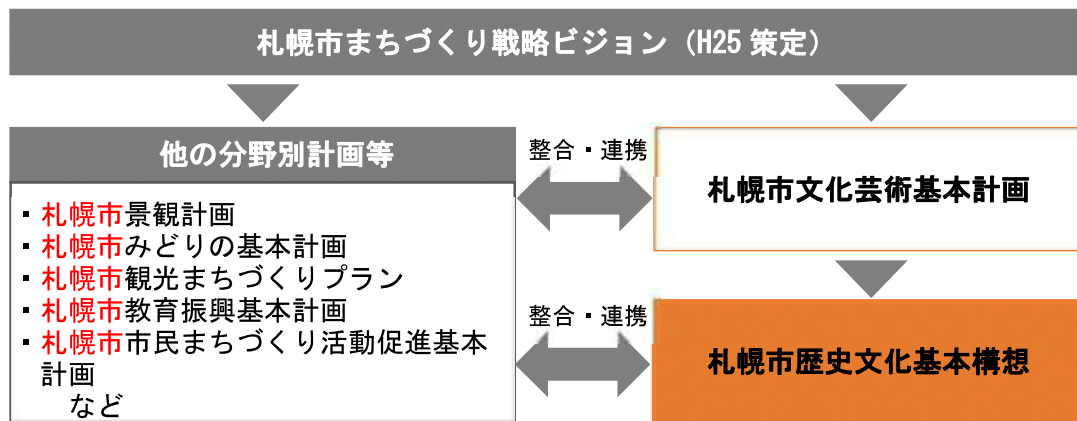 札幌市まちづくり戦略ビジョン（H25 策定）
他の分野別計画等
▪ 札幌市景観計画
▪ 札幌市みどりの基本計画
▪ 札幌市観光まちづくりプラン
▪ 札幌市教育振興基本計画
▪ 札幌市市民まちづくり活動促進基本
計画
など
整合・連携
札幌市文化芸術基本計画
整合・連携
札幌市歴史文化基本構想